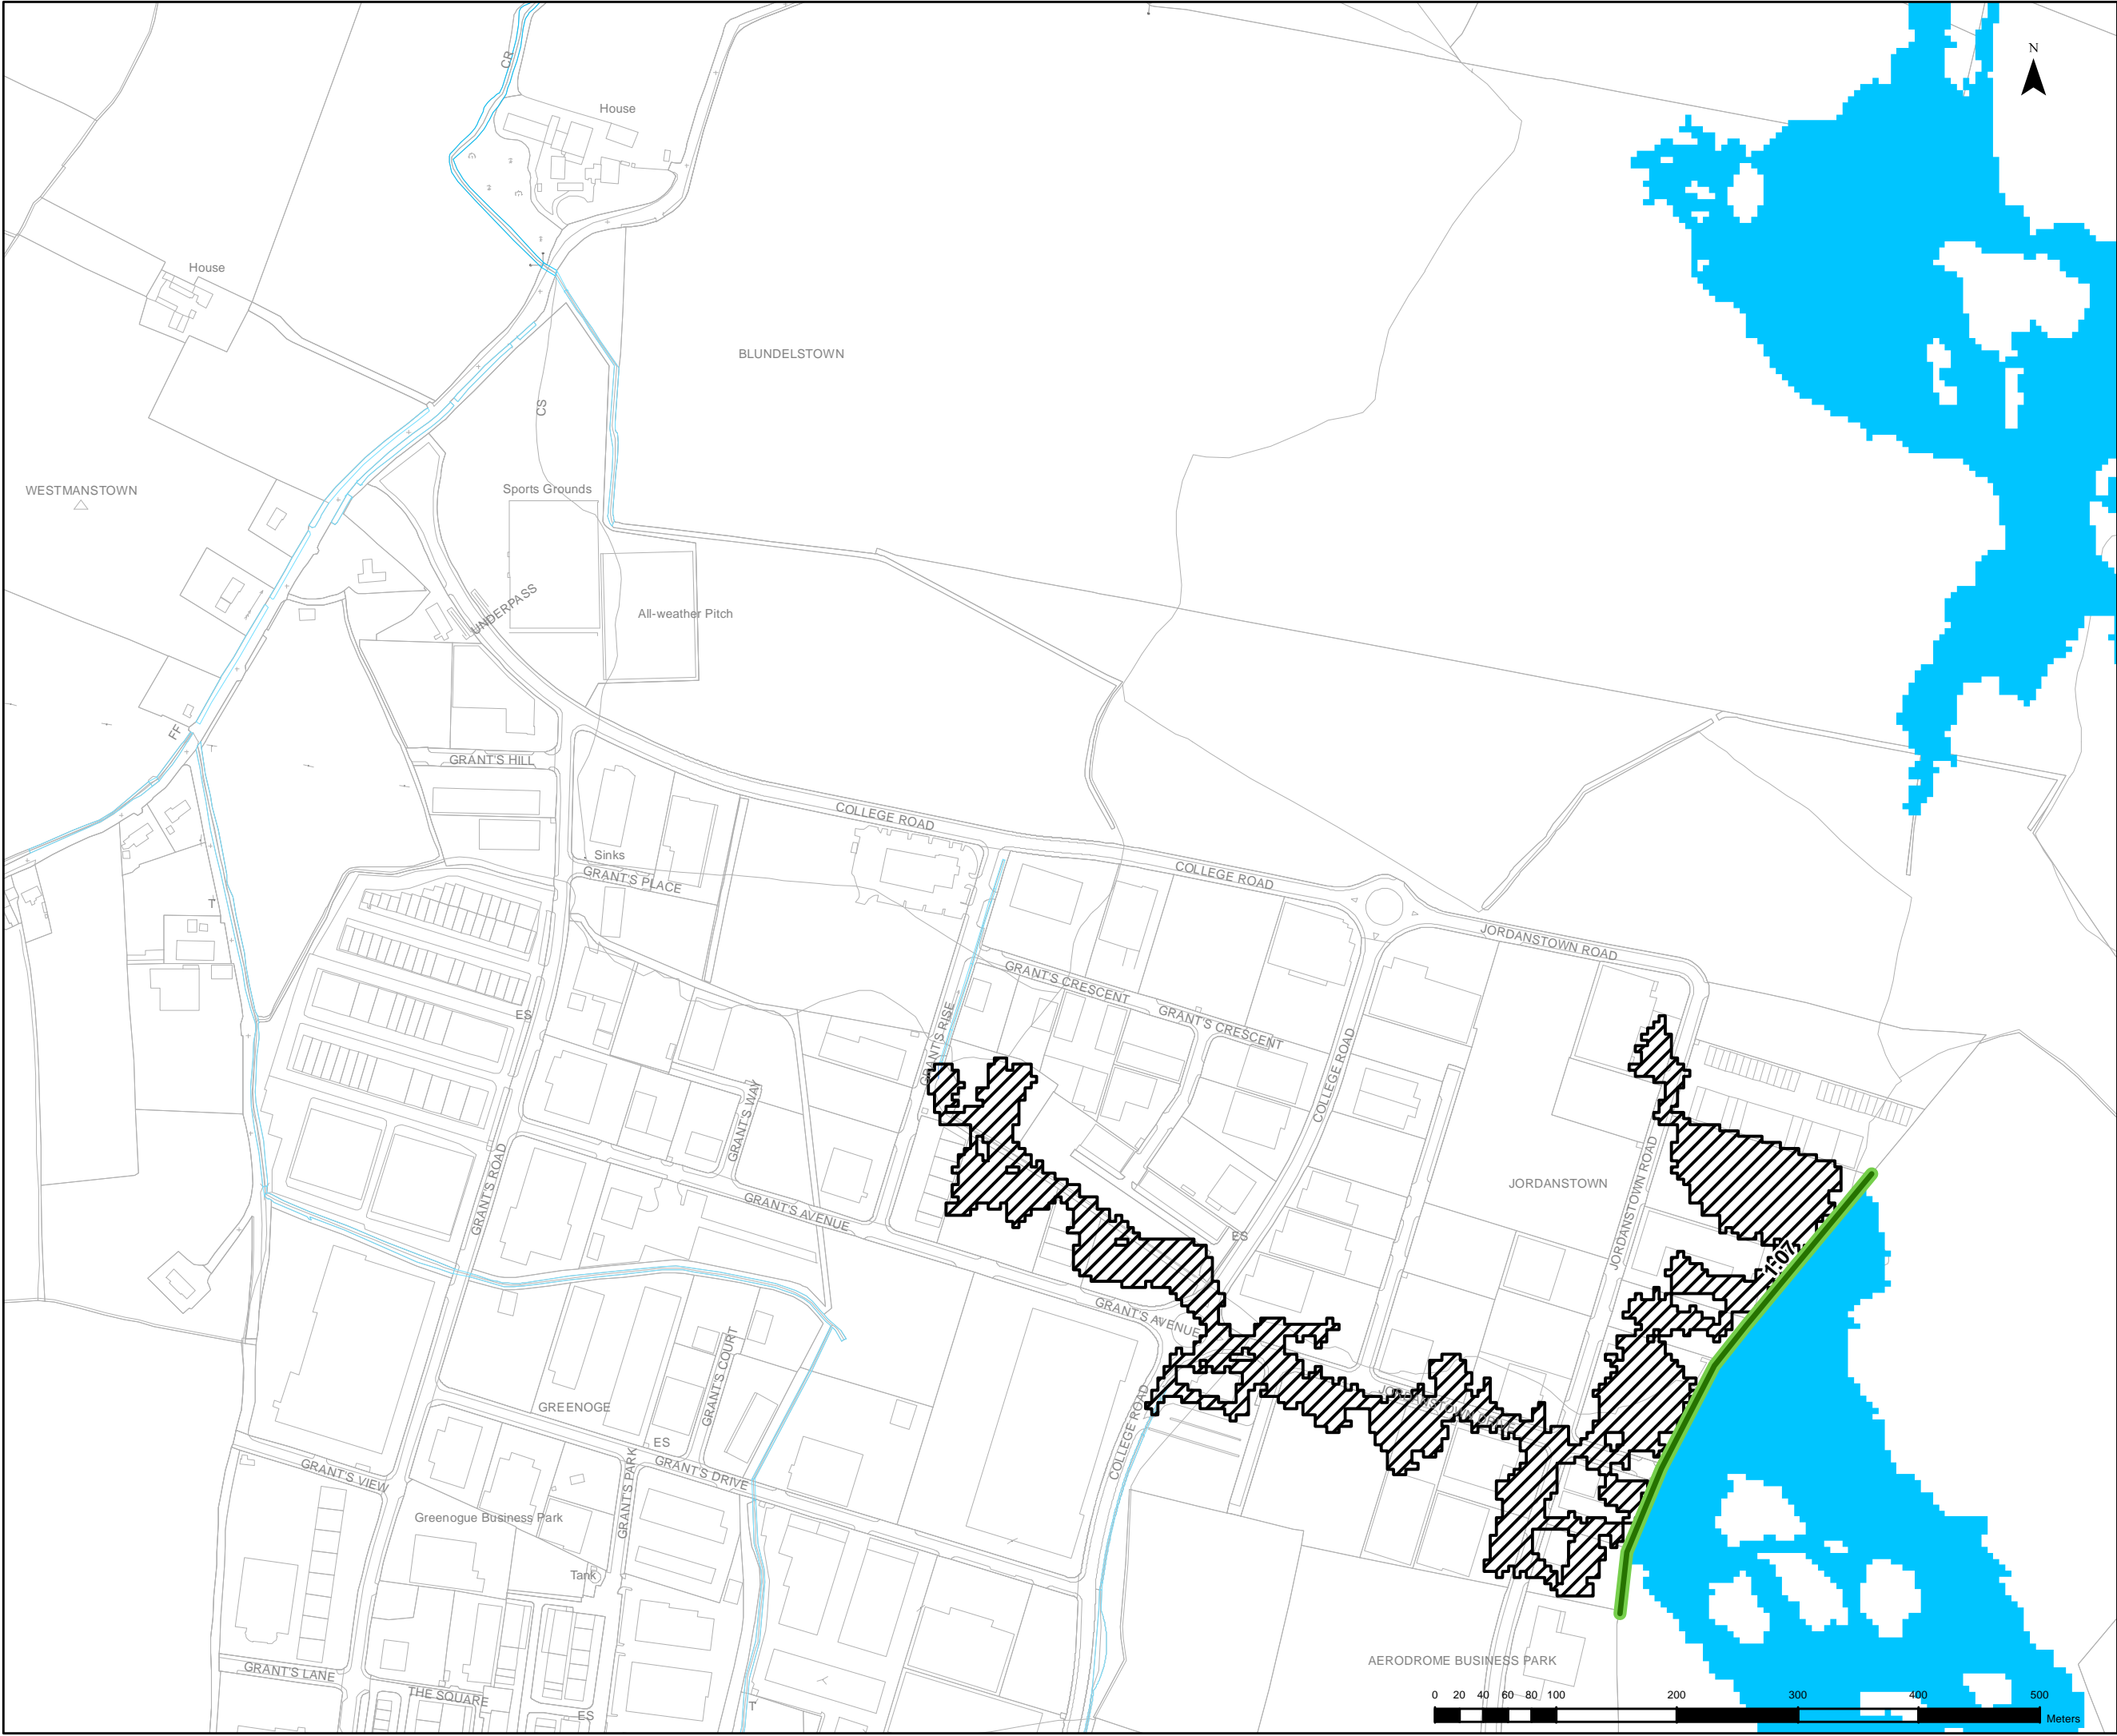 N
CR
House
House
BLUNDELSTOWN
CS
WESTMANSTOWN
Sports Grounds
UNDERPASS
All-weather Pitch
FF
T
GRANT'S HILL
COLLEGE ROAD
Sinks
GRANT'S PLACE
COLLEGE ROAD
T
JORDANSTOWN ROAD
GRANT'S CRESCENT
ES
GRANT'S RISE
GRANT'S CRESCENT
COLLEGE ROAD
GRANT'S WAY
GRANT'S ROAD
JORDANSTOWN
JORDANSTOWN ROAD
GRANT'S AVENUE
ES
1:07
GRANT'S AVENUE
GRANT'S COURT
JORDANSTOWN DRIVE
GREENOGE
COLLEGE ROAD
ES
GRANT'S VIEW
GRANT'S DRIVE
GRANT'S PARK
Greenogue Business Park
Tank
AERODROME BUSINESS PARK
GRANT'S LANE
THE SQUARE
T
ES
0 20 40 60 80 100 200 300 400 500
Meters